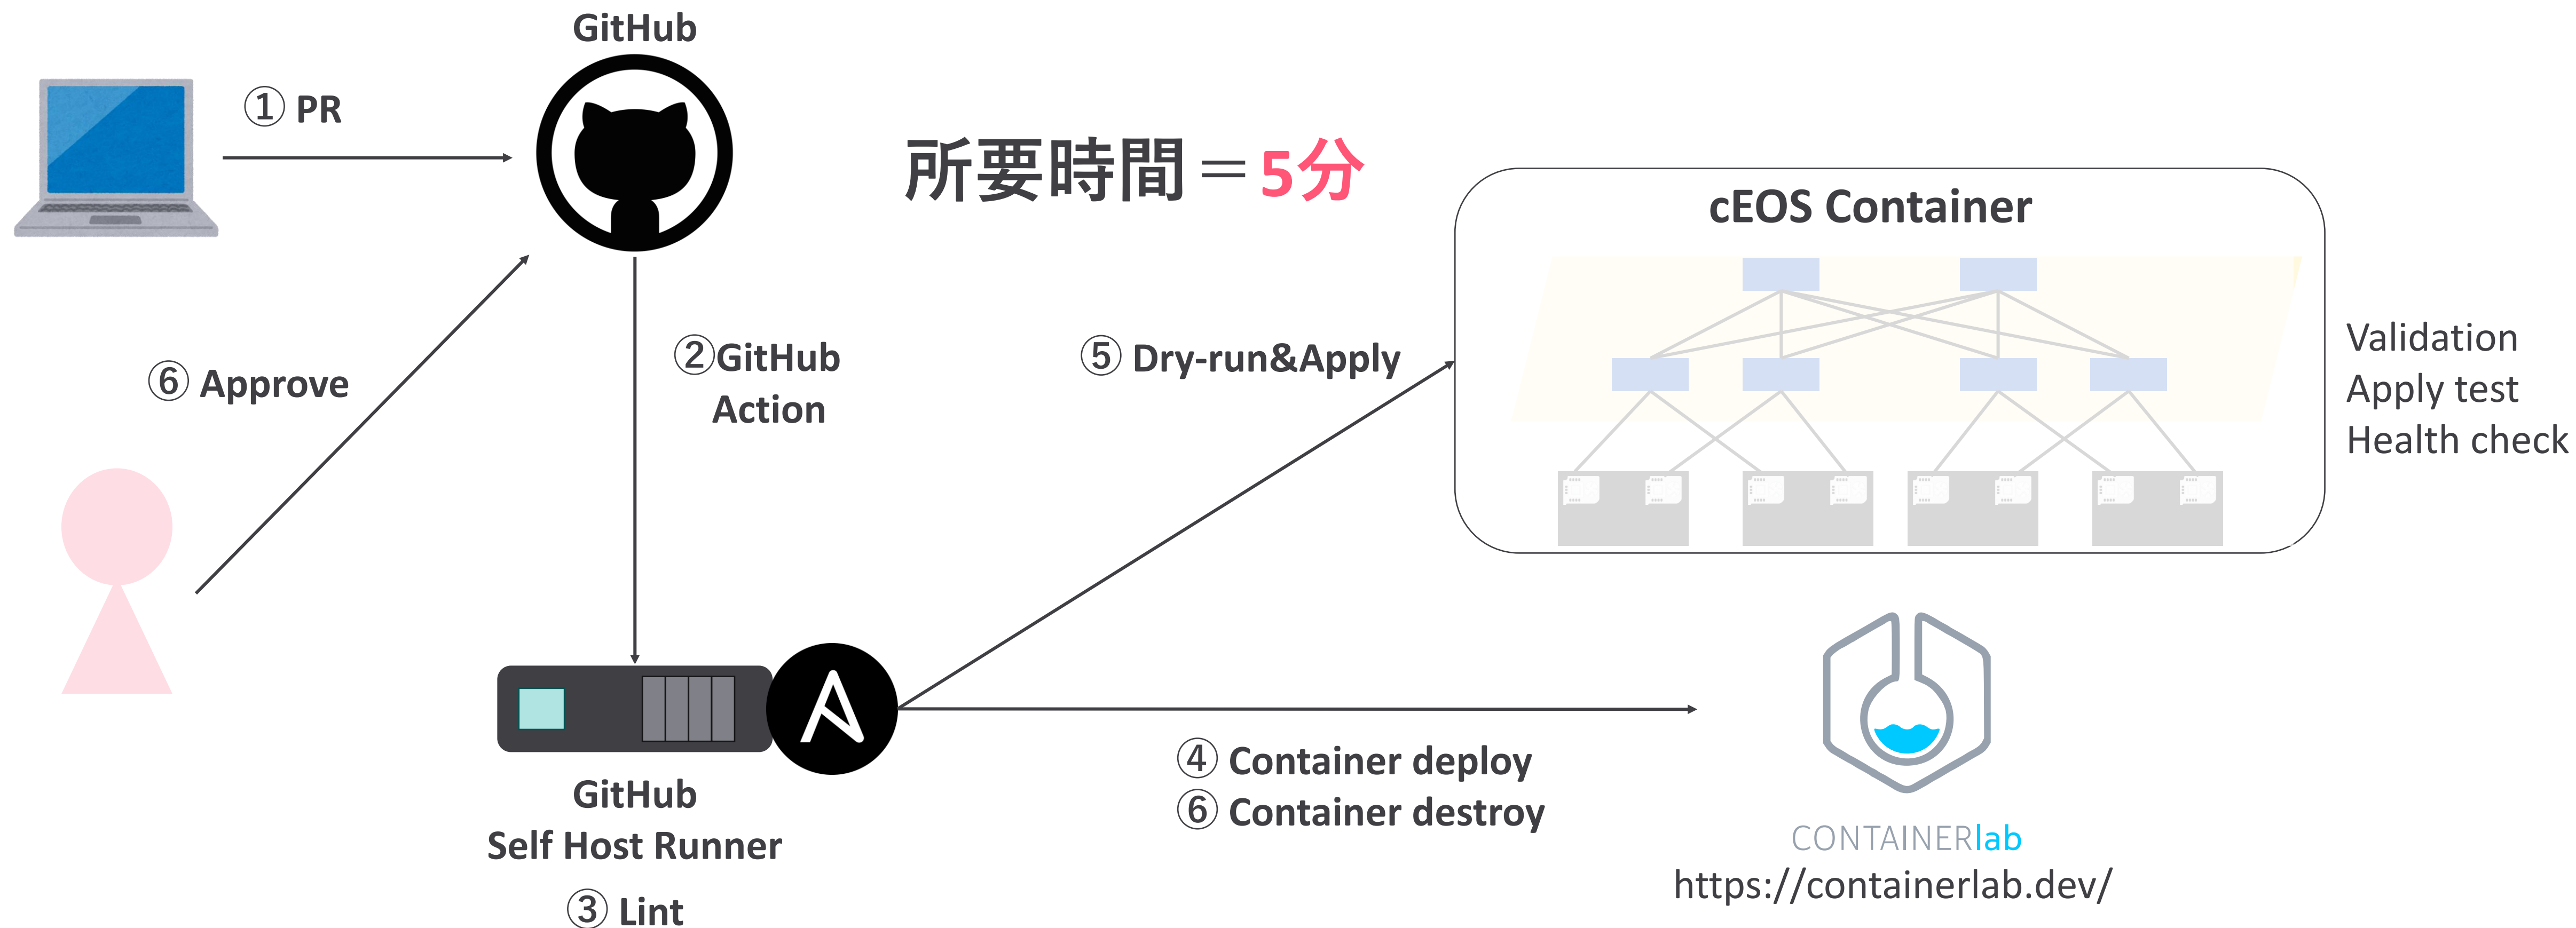 GitHub
① PR
所要時間＝5分
cEOS Container
②GitHub
Action
⑤ Dry-run&Apply
Validation
Apply test
Health check
⑥ Approve
④ Container deploy
⑥ Container destroy
GitHub
Self Host Runner
③ Lint
CONTAINERlab
https://containerlab.dev/